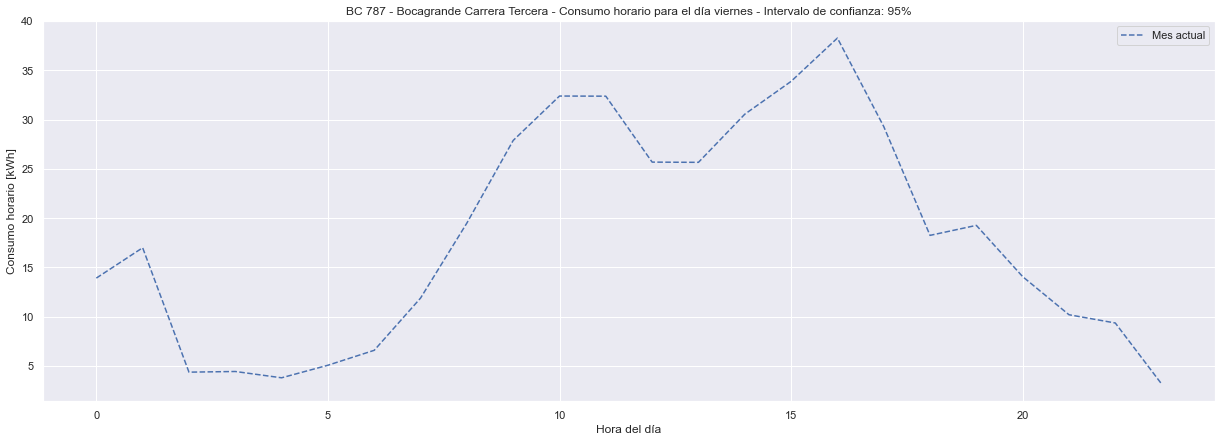 BC 787 - Bocagrande Carrera Tercera - Consumo horario para el día viernes - Intervalo de confianza: 95%
Mes actual
Consumo horario [kWh]
40
35
30
25
20
15
10
5
0 5 10 15 20
Hora del día